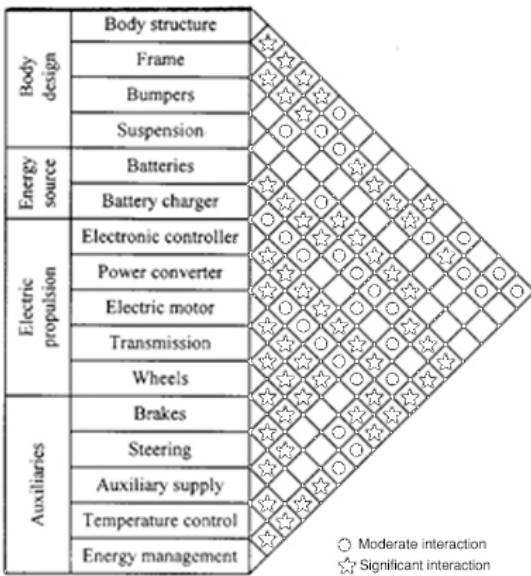 Body design
Body structure
Frame
Bumpers
Suspension
Energy source
Batteries
Battery charger
Electric propulsion
Electronic controller
Power converter
Electric motor
Transmission
Wheels
Auxiliaries
Brakes
Steering
Auxiliary supply
Temperature control
Energy management
Moderate interaction
Significant interaction